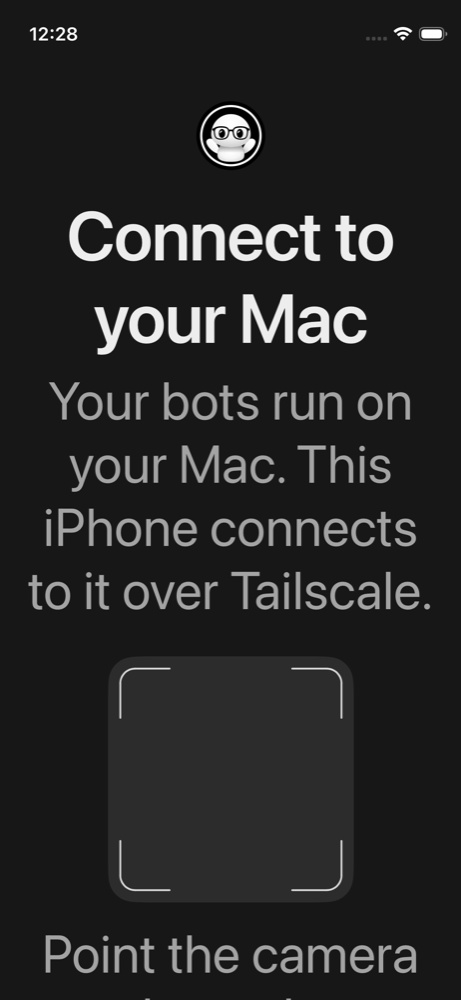 12:28
Connect to
your Mac
Your bots run on
your Mac. This
iPhone connects
to it over Tailscale.
Point the camera